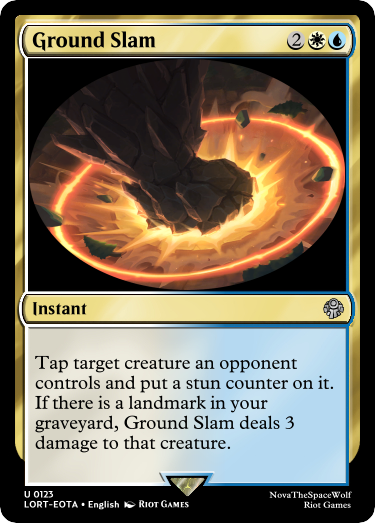 Ground Slam 2
Instant
Tap target creature an opponent
controls and put a stun counter on it.
If there is a landmark in your
graveyard, Ground Slam deals 3
damage to that creature.
U 0123
NovaTheSpaceWolf
LORT-EOTA • English Riot Games
Riot Games